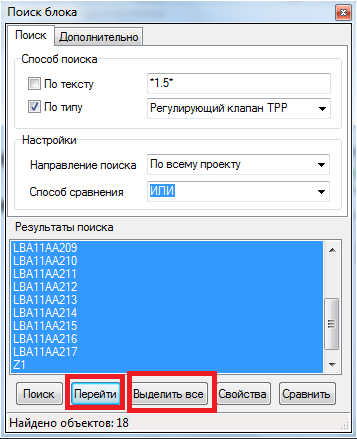 Поиск блока
Поиск Дополнительно
Способ поиска
По тексту *1.5*
По типу Регулирующий клапан ТРР
Настройки
Направление поиска По всему проекту
Способ сравнения ИЛИ
Результаты поиска
LBA11AA209
LBA11AA210
LBA11AA211
LBA11AA212
LBA11AA213
LBA11AA214
LBA11AA215
LBA11AA216
LBA11AA217
Z1
Поиск Перейти Выделить все Свойства Сравнить
Найдено объектов: 18